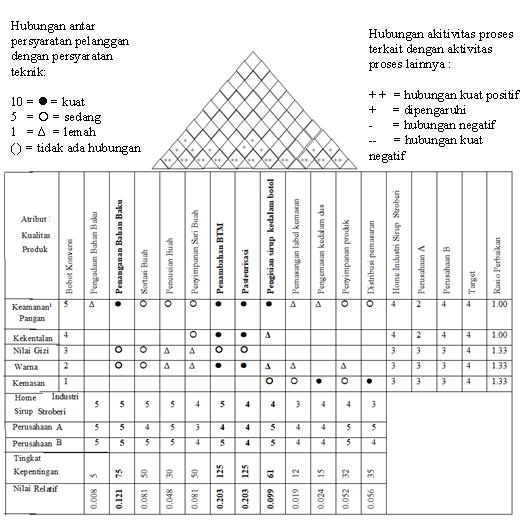 Hubungan antar
persyaratan pelanggan
dengan persyaratan
teknik:
10 = ● = kuat
5 = O = sedang
1 = Δ = lemah
() = tidak ada hubungan
Hubungan akitivitas proses
terkait dengan aktivitas
proses lainnya :
++ = hubungan kuat positif
+ = dipengaruhi
- = hubungan negatif
-- = hubungan kuat
negatif
Atribut :
Kualitas
Produk
Bobot Konversi
Pengadaan Bahan Baku
Penanganan Bahan Baku
Sortasi Buah
Pencucian Buah
Penyimpanan Sari Buah
Penambahan BTM
Pasteurisasi
Pengisian sirup kedalam botol
Pemasangan label kemasan
Pengemasan kedalam dus
Penyimpanan produk
Distribusi pemasaran
Home Industri Sirup Stroberi
Perusahaan A
Perusahaan B
Target
Rasio Perbaikan
Keamanan Pangan 5 Δ ● O O O ● ● ● Δ Δ O O 4 2 4 4 1.00
Kekentalan 4 O ● ● Δ 4 2 4 4 1.00
Nilai Gizi 3 O O Δ Δ O O 3 3 3 4 1.33
Warna 2 O O Δ Δ ● ● Δ Δ Δ 3 3 3 4 1.33
Kemasan 1 O O ● O ● 3 3 3 4 1.33
Home Industri
Sirup Stroberi 5 5 5 5 4 5 4 4 3 4 4 3
Perusahaan A 5 5 4 5 3 4 4 5 4 4 5 5
Perusahaan B 5 5 5 5 4 5 4 5 4 4 5 4
Tingkat
Kepentingan 5 75 50 30 50 125 125 61 12 15 32 35
Nilai Relatif 0.008 0.121 0.081 0.048 0.081 0.203 0.203 0.099 0.019 0.024 0.052 0.056